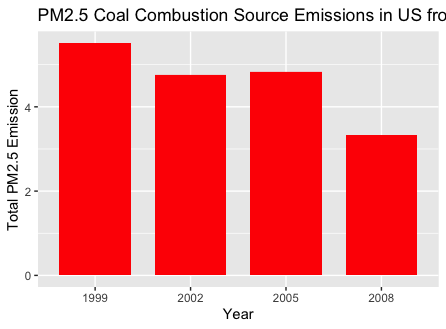 PM2.5 Coal Combustion Source Emissions in US fro
Total PM2.5 Emission
4
2
0
1999 2002 2005 2008
Year